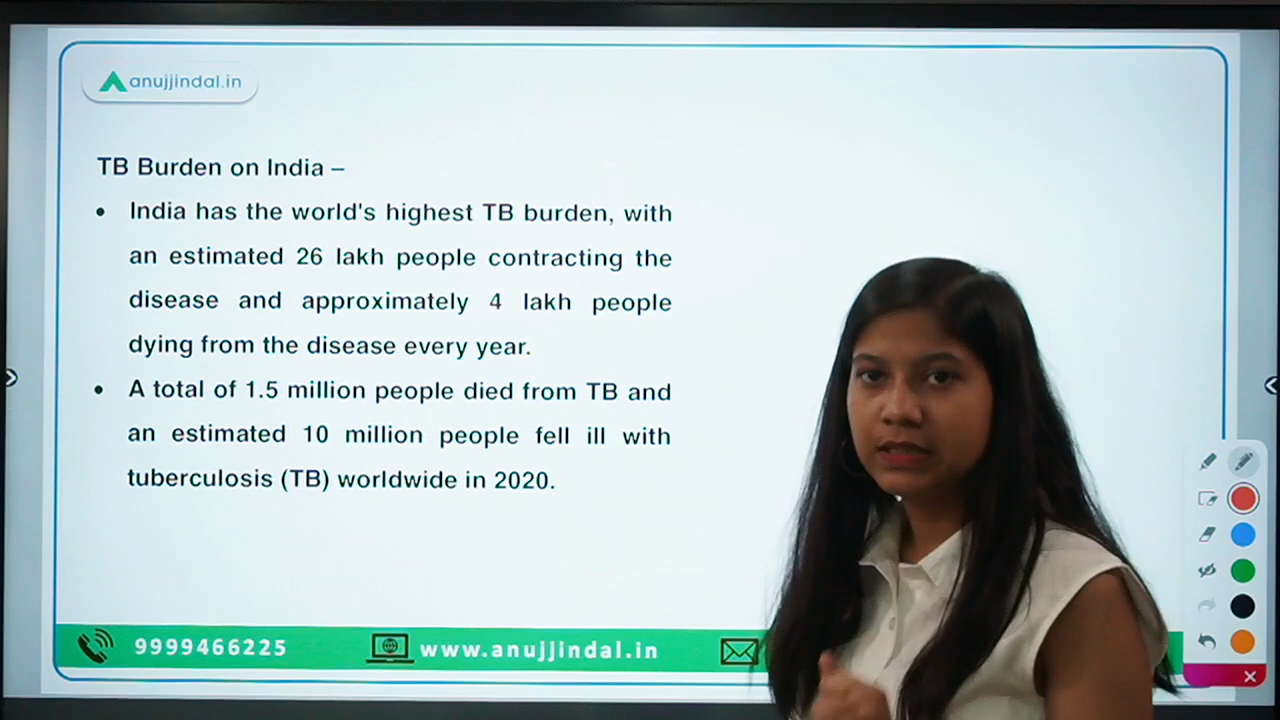 anujjindal.in
TB Burden on India –
• India has the world's highest TB burden, with
an estimated 26 lakh people contracting the
disease and approximately 4 lakh people
dying from the disease every year.
• A total of 1.5 million people died from TB and
an estimated 10 million people fell ill with
tuberculosis (TB) worldwide in 2020.
9999466225 www.anujjindal.in